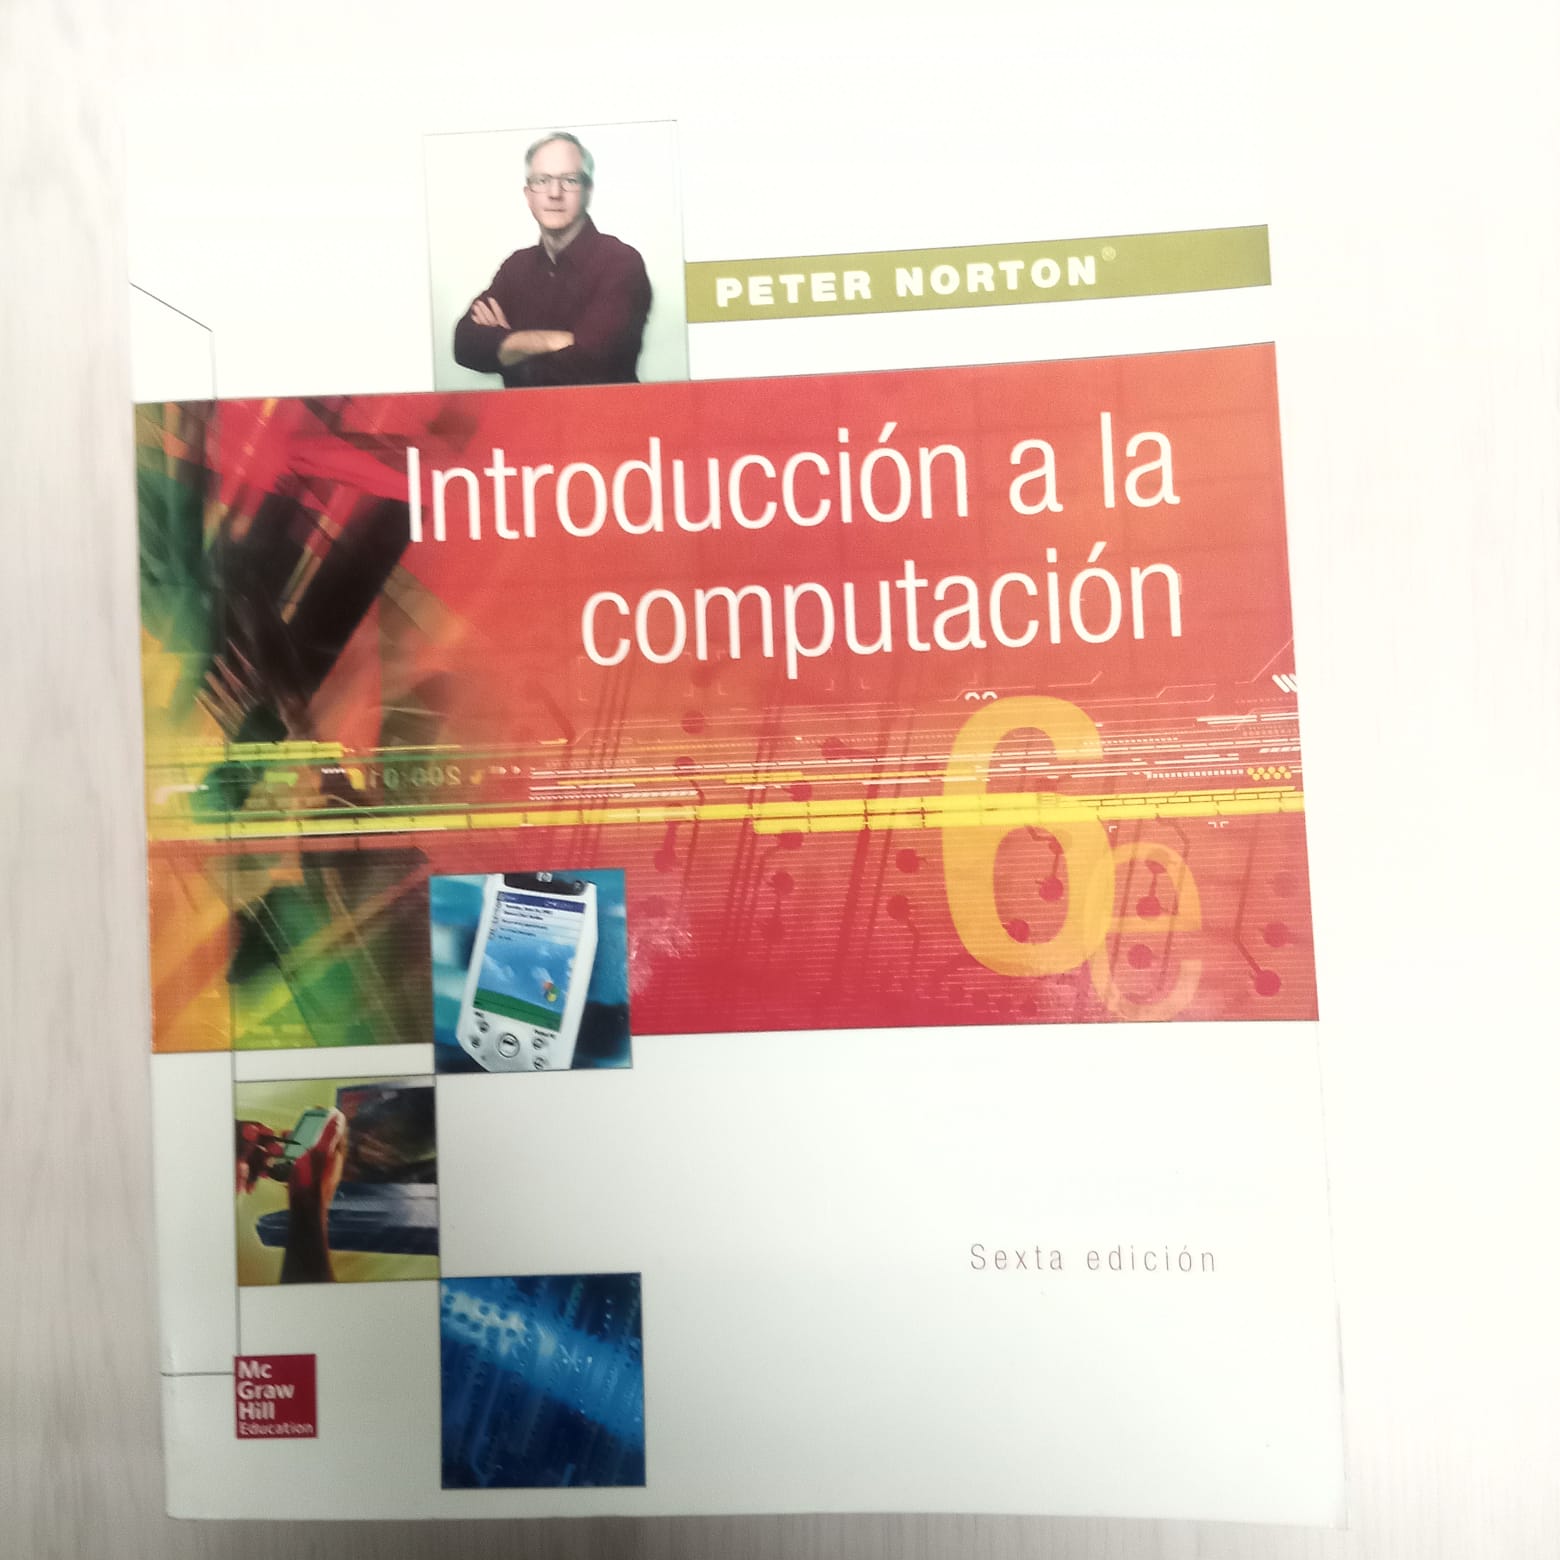 PETER NORTON®
Introducción a la
computación
6e
Sexta edición
Mc
Graw
Hill
Education